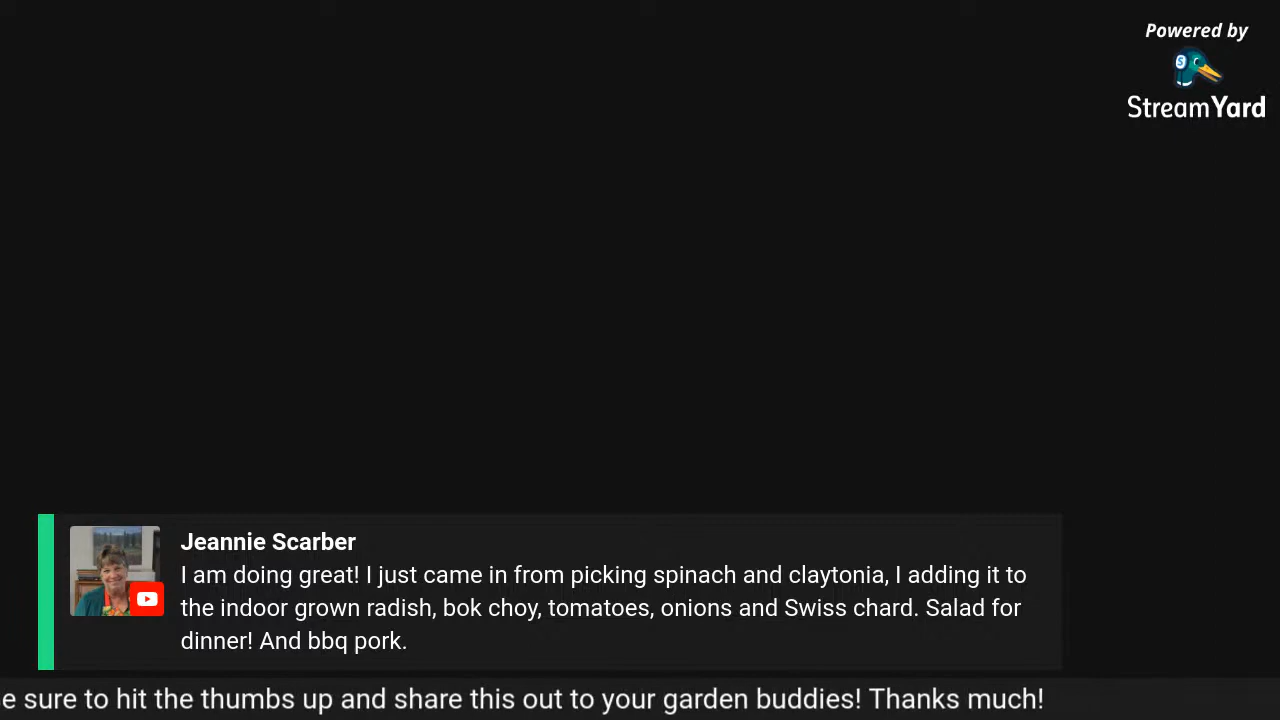 Powered by
StreamYard
Jeannie Scarber
I am doing great! I just came in from picking spinach and claytonia, I adding it to
the indoor grown radish, bok choy, tomatoes, onions and Swiss chard. Salad for
dinner! And bbq pork.
e sure to hit the thumbs up and share this out to your garden buddies! Thanks much!